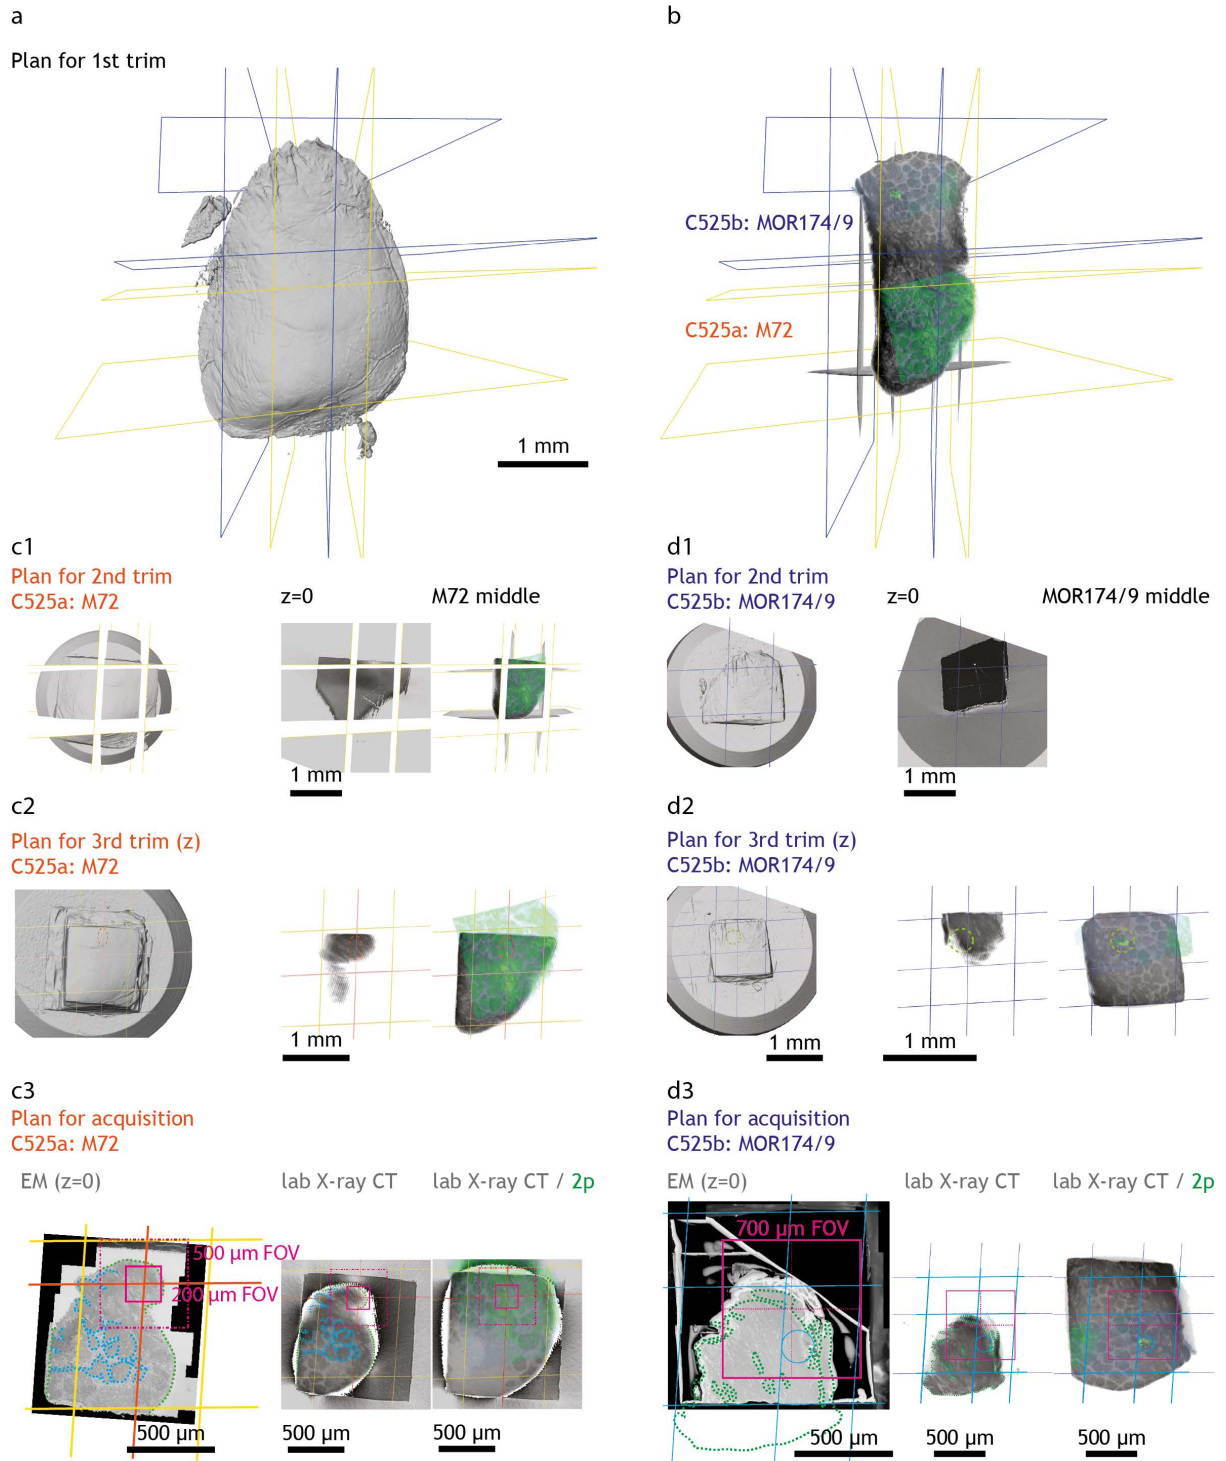 a
Plan for 1st trim
1 mm
b
C525b: MOR174/9
C525a: M72
c1
Plan for 2nd trim
C525a: M72
z=0
M72 middle
1 mm
d1
Plan for 2nd trim
C525b: MOR174/9
z=0
MOR174/9 middle
1 mm
c2
Plan for 3rd trim (z)
C525a: M72
1 mm
d2
Plan for 3rd trim (z)
C525b: MOR174/9
1 mm
1 mm
c3
Plan for acquisition
C525a: M72
EM (z=0)
lab X-ray CT
lab X-ray CT / 2p
500 µm FOV
200 µm FOV
500 µm
500 µm
500 µm
d3
Plan for acquisition
C525b: MOR174/9
EM (z=0)
lab X-ray CT
lab X-ray CT / 2p
700 µm FOV
500 µm
500 µm
500 µm